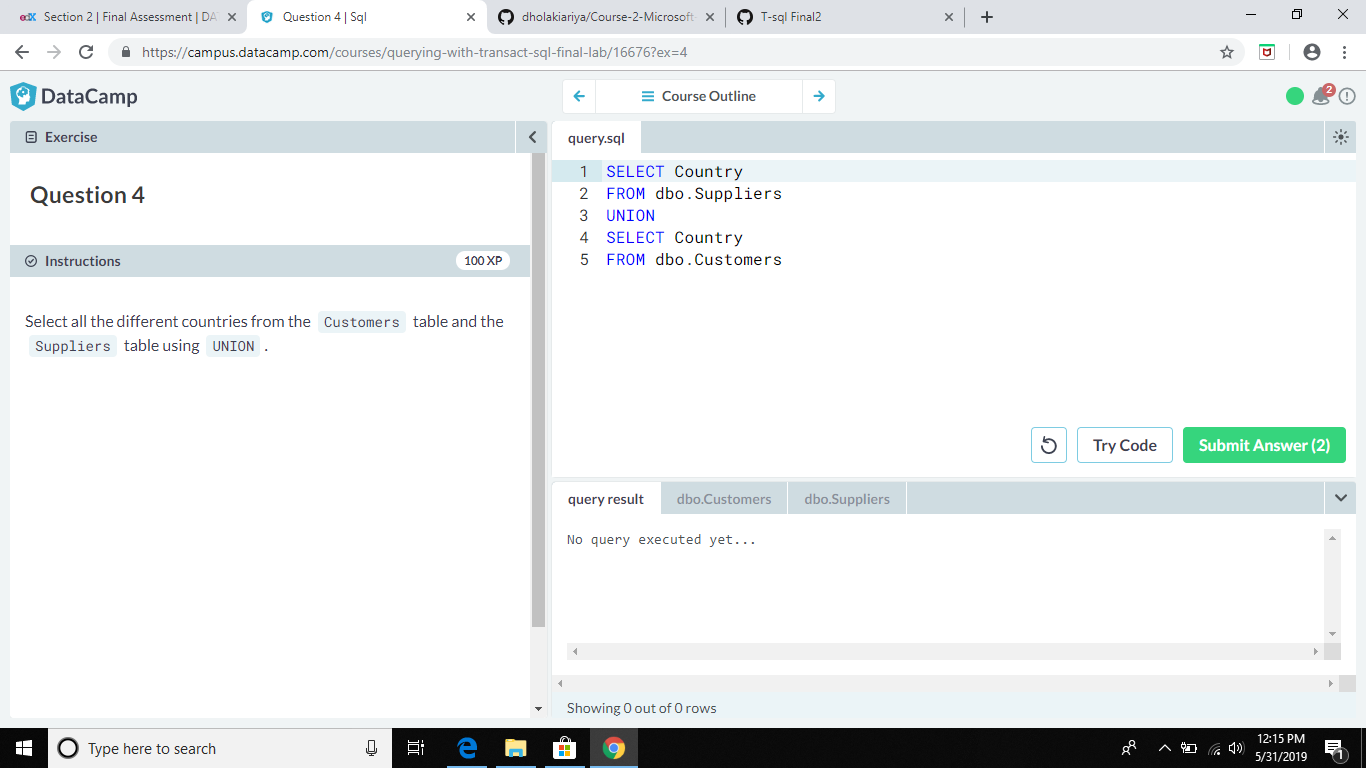 edX Section 2 | Final Assessment | DA
Question 4 | Sql
dholakiariya/Course-2-Microsoft-
T-sql Final2
https://campus.datacamp.com/courses/querying-with-transact-sql-final-lab/16676?ex=4
DataCamp
Course Outline
2
Exercise
Question 4
Instructions
100 XP
Select all the different countries from the Customers table and the
Suppliers table using UNION .
query.sql
1 SELECT Country
2 FROM dbo.Suppliers
3 UNION
4 SELECT Country
5 FROM dbo.Customers
Try Code
Submit Answer (2)
query result
dbo.Customers
dbo.Suppliers
No query executed yet...
Showing 0 out of 0 rows
Type here to search
12:15 PM
5/31/2019
1